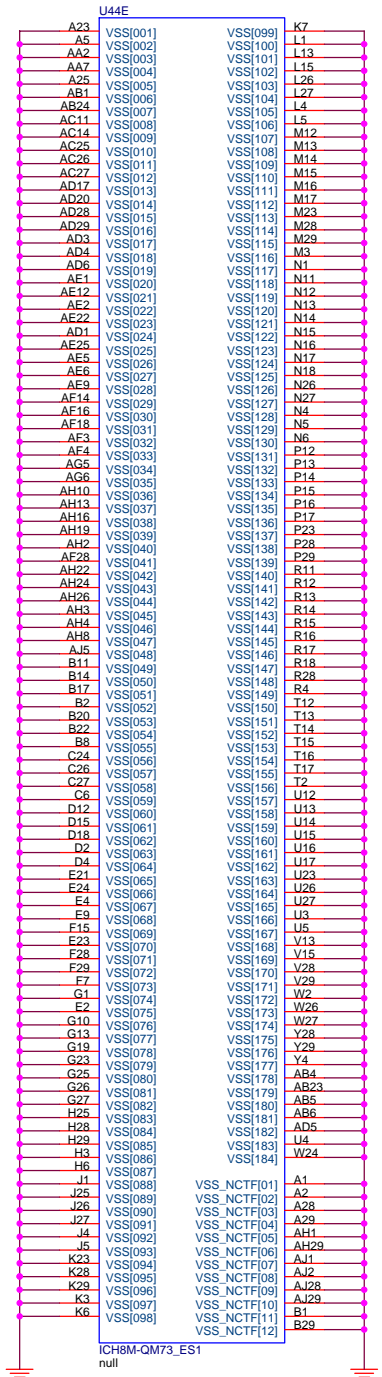 U44E
A23 VSS[001] VSS[099] K7
A5 VSS[002] VSS[100] L1
AA2 VSS[003] VSS[101] L13
AA7 VSS[004] VSS[102] L15
A25 VSS[005] VSS[103] L26
AB1 VSS[006] VSS[104] L27
AB24 VSS[007] VSS[105] L4
AC11 VSS[008] VSS[106] L5
AC14 VSS[009] VSS[107] M12
AC25 VSS[010] VSS[108] M13
AC26 VSS[011] VSS[109] M14
AC27 VSS[012] VSS[110] M15
AD17 VSS[013] VSS[111] M16
AD20 VSS[014] VSS[112] M17
AD28 VSS[015] VSS[113] M23
AD29 VSS[016] VSS[114] M28
AD3 VSS[017] VSS[115] M29
AD4 VSS[018] VSS[116] M3
AD6 VSS[019] VSS[117] N1
AE1 VSS[020] VSS[118] N11
AE12 VSS[021] VSS[119] N12
AE2 VSS[022] VSS[120] N13
AE22 VSS[023] VSS[121] N14
AD1 VSS[024] VSS[122] N15
AE25 VSS[025] VSS[123] N16
AE5 VSS[026] VSS[124] N17
AE6 VSS[027] VSS[125] N18
AE9 VSS[028] VSS[126] N26
AF14 VSS[029] VSS[127] N27
AF16 VSS[030] VSS[128] N4
AF18 VSS[031] VSS[129] N5
AF3 VSS[032] VSS[130] N6
AF4 VSS[033] VSS[131] P12
AG5 VSS[034] VSS[132] P13
AG6 VSS[035] VSS[133] P14
AH10 VSS[036] VSS[134] P15
AH13 VSS[037] VSS[135] P16
AH16 VSS[038] VSS[136] P17
AH19 VSS[039] VSS[137] P23
AH2 VSS[040] VSS[138] P28
AF28 VSS[041] VSS[139] P29
AH22 VSS[042] VSS[140] R11
AH24 VSS[043] VSS[141] R12
AH26 VSS[044] VSS[142] R13
AH3 VSS[045] VSS[143] R14
AH4 VSS[046] VSS[144] R15
AH8 VSS[047] VSS[145] R16
AJ5 VSS[048] VSS[146] R17
B11 VSS[049] VSS[147] R18
B14 VSS[050] VSS[148] R28
B17 VSS[051] VSS[149] R4
B2 VSS[052] VSS[150] T12
B20 VSS[053] VSS[151] T13
B22 VSS[054] VSS[152] T14
B8 VSS[055] VSS[153] T15
C24 VSS[056] VSS[154] T16
C26 VSS[057] VSS[155] T17
C27 VSS[058] VSS[156] T2
C6 VSS[059] VSS[157] U12
D12 VSS[060] VSS[158] U13
D15 VSS[061] VSS[159] U14
D18 VSS[062] VSS[160] U15
D2 VSS[063] VSS[161] U16
D4 VSS[064] VSS[162] U17
E21 VSS[065] VSS[163] U23
E24 VSS[066] VSS[164] U26
E4 VSS[067] VSS[165] U27
E9 VSS[068] VSS[166] U3
F15 VSS[069] VSS[167] U5
E23 VSS[070] VSS[168] V13
F28 VSS[071] VSS[169] V15
F29 VSS[072] VSS[170] V28
F7 VSS[073] VSS[171] V29
G1 VSS[074] VSS[172] W2
E2 VSS[075] VSS[173] W26
G10 VSS[076] VSS[174] W27
G13 VSS[077] VSS[175] Y28
G19 VSS[078] VSS[176] Y29
G23 VSS[079] VSS[177] Y4
G25 VSS[080] VSS[178] AB4
G26 VSS[081] VSS[179] AB23
G27 VSS[082] VSS[180] AB5
H25 VSS[083] VSS[181] AB6
H28 VSS[084] VSS[182] AD5
H29 VSS[085] VSS[183] U4
H3 VSS[086] VSS[184] W24
H6 VSS[087]
J1 VSS[088] VSS_NCTF[01] A1
J25 VSS[089] VSS_NCTF[02] A2
J26 VSS[090] VSS_NCTF[03] A28
J27 VSS[091] VSS_NCTF[04] A29
J4 VSS[092] VSS_NCTF[05] AH1
J5 VSS[093] VSS_NCTF[06] AH29
K23 VSS[094] VSS_NCTF[07] AJ1
K28 VSS[095] VSS_NCTF[08] AJ2
K29 VSS[096] VSS_NCTF[09] AJ28
K3 VSS[097] VSS_NCTF[10] AJ29
K6 VSS[098] VSS_NCTF[11] B1
VSS_NCTF[12] B29
ICH8M-QM73_ES1
null